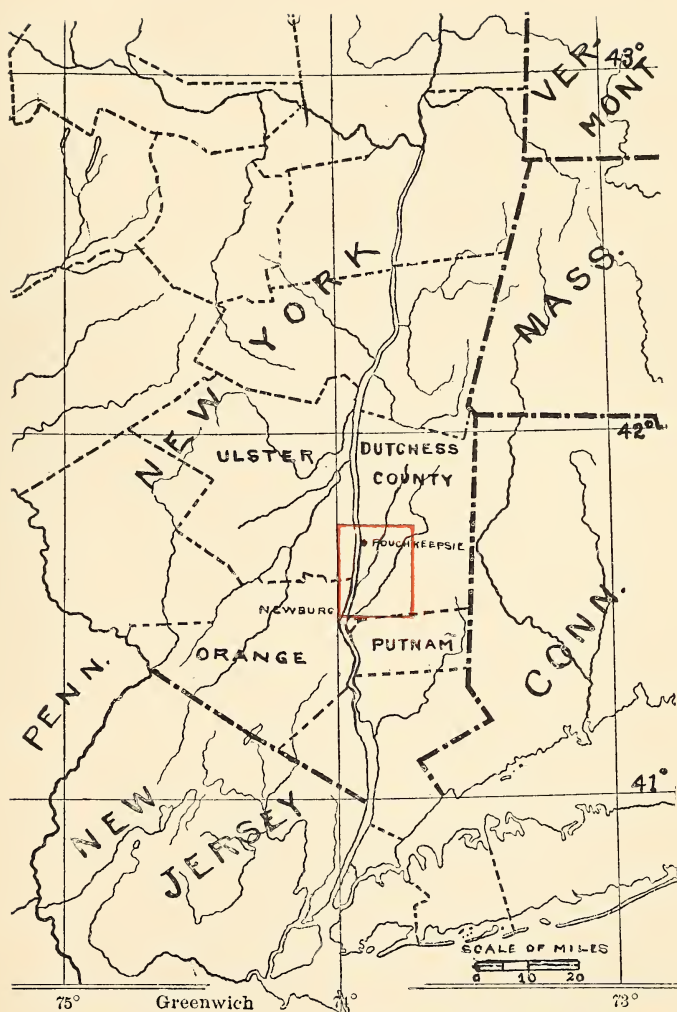 VER-
MONT
43°
NEW YORK
MASS.
ULSTER
DUTCHESS
COUNTY
42°
POUGHKEEPSIE
NEWBURG
ORANGE
PUTNAM
CONN.
PENN.
NEW
JERSEY
41°
SCALE OF MILES
0 10 20
75° Greenwich 74° 73°